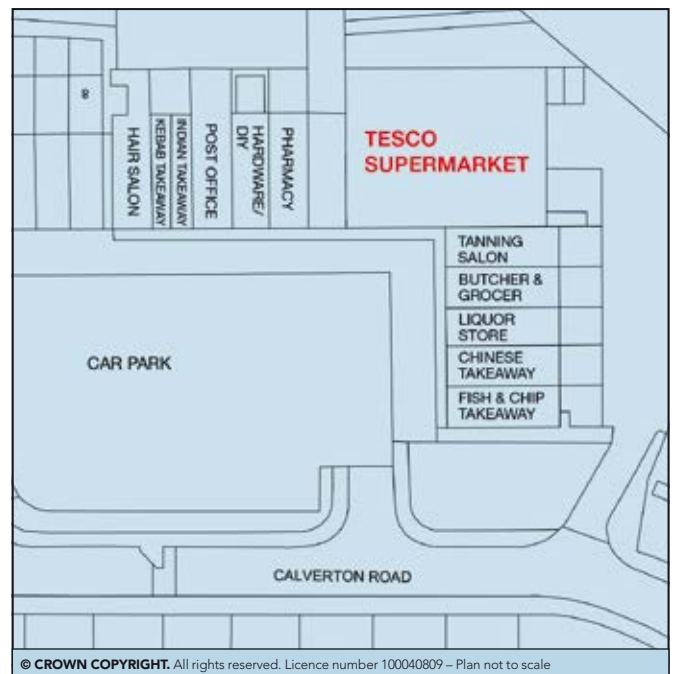 8
HAIR SALON
KEBAB TAKEAWAY
INDIAN TAKEAWAY
POST OFFICE
HARDWARE/
DIY
PHARMACY
TESCO
SUPERMARKET
TANNING
SALON
BUTCHER &
GROCER
LIQUOR
STORE
CHINESE
TAKEAWAY
FISH & CHIP
TAKEAWAY
CAR PARK
CALVERTON ROAD
© CROWN COPYRIGHT. All rights reserved. Licence number 100040809 – Plan not to scale